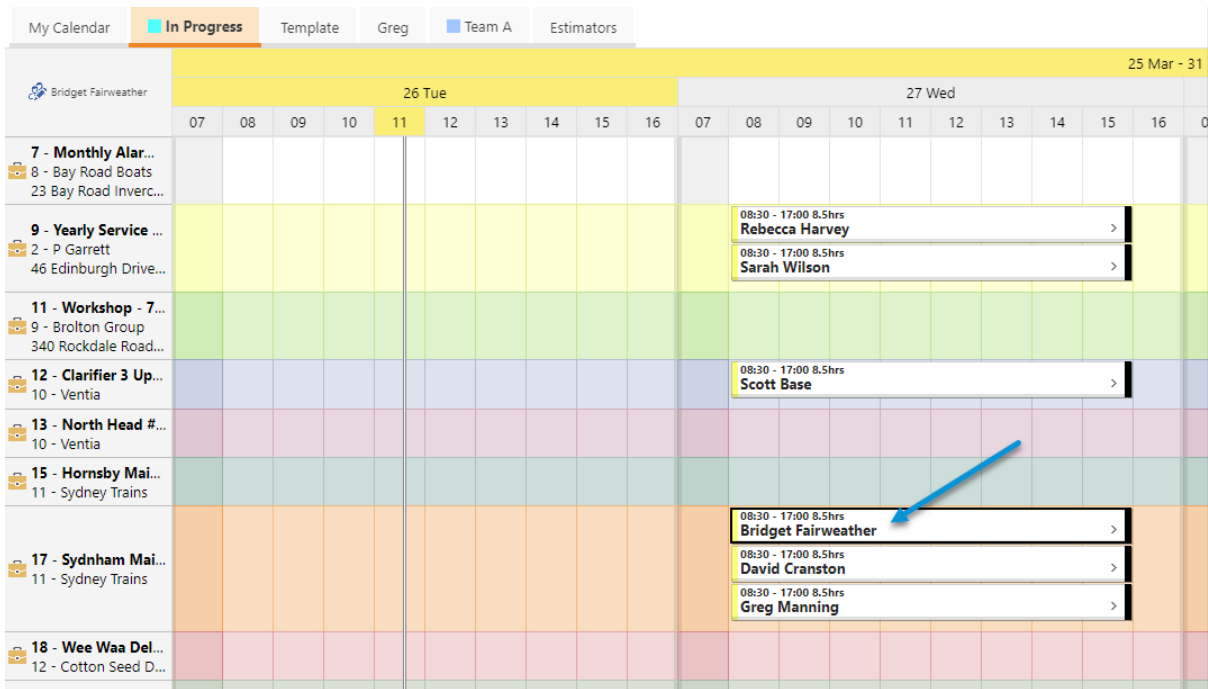 My Calendar In Progress Template Greg Team A Estimators
25 Mar - 31
Bridget Fairweather 26 Tue 27 Wed
07 08 09 10 11 12 13 14 15 16 07 08 09 10 11 12 13 14 15 16 0
7 - Monthly Alar...
8 - Bay Road Boats
23 Bay Road Inverc...
9 - Yearly Service ...
2 - P Garrett
46 Edinburgh Drive...
08:30 - 17:00 8.5hrs
Rebecca Harvey
08:30 - 17:00 8.5hrs
Sarah Wilson
11 - Workshop - 7...
9 - Brolton Group
340 Rockdale Road...
12 - Clarifier 3 Up...
10 - Ventia
08:30 - 17:00 8.5hrs
Scott Base
13 - North Head #...
10 - Ventia
15 - Hornsby Mai...
11 - Sydney Trains
17 - Sydnham Mai...
11 - Sydney Trains
08:30 - 17:00 8.5hrs
Bridget Fairweather
08:30 - 17:00 8.5hrs
David Cranston
08:30 - 17:00 8.5hrs
Greg Manning
18 - Wee Waa Del...
12 - Cotton Seed D...